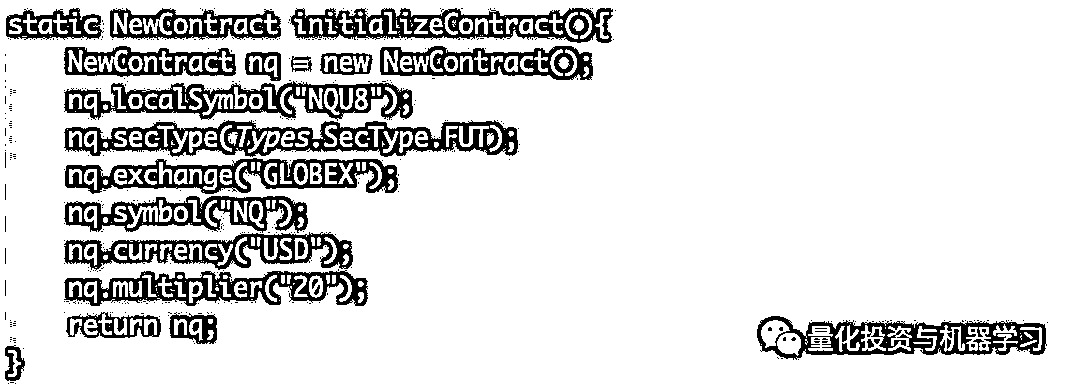 static NewContract initializeContract(){
    NewContract nq = new NewContract();
    nq.localSymbol("NQU8");
    nq.secType(Types.SecType.FUT);
    nq.exchange("GLOBEX");
    nq.symbol("NQ");
    nq.currency("USD");
    nq.multiplier("20");
    return nq;
量化投资与机器学习
}